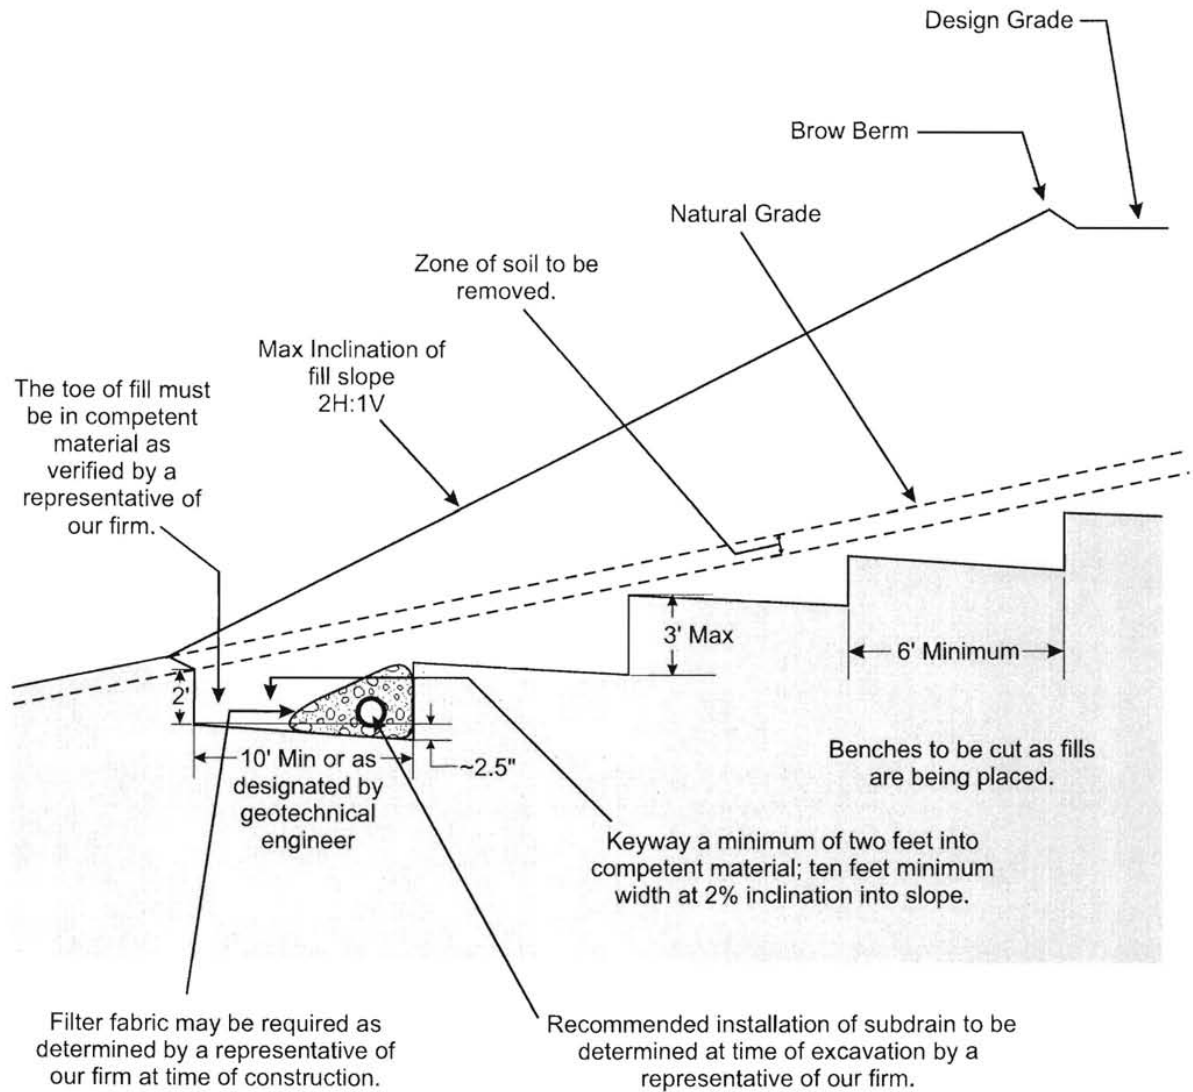 Design Grade
Brow Berm
Natural Grade
Zone of soil to be
removed.
Max Inclination of
fill slope
2H:1V
The toe of fill must
be in competent
material as
verified by a
representative of
our firm.
3' Max
6' Minimum
2'
10' Min or as
designated by
geotechnical
engineer
~2.5"
Benches to be cut as fills
are being placed.
Keyway a minimum of two feet into
competent material; ten feet minimum
width at 2% inclination into slope.
Filter fabric may be required as
determined by a representative of
our firm at time of construction.
Recommended installation of subdrain to be
determined at time of excavation by a
representative of our firm.